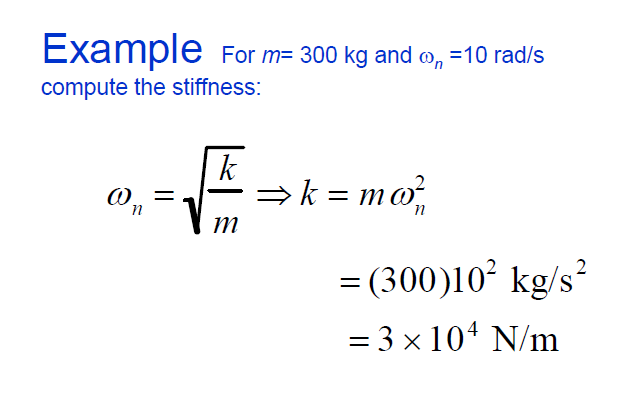 Example For m= 300 kg and ωₙ =10 rad/s
compute the stiffness:
ωₙ = √(k/m) ⇒ k = mωₙ²
= (300)10² kg/s²
= 3 × 10⁴ N/m